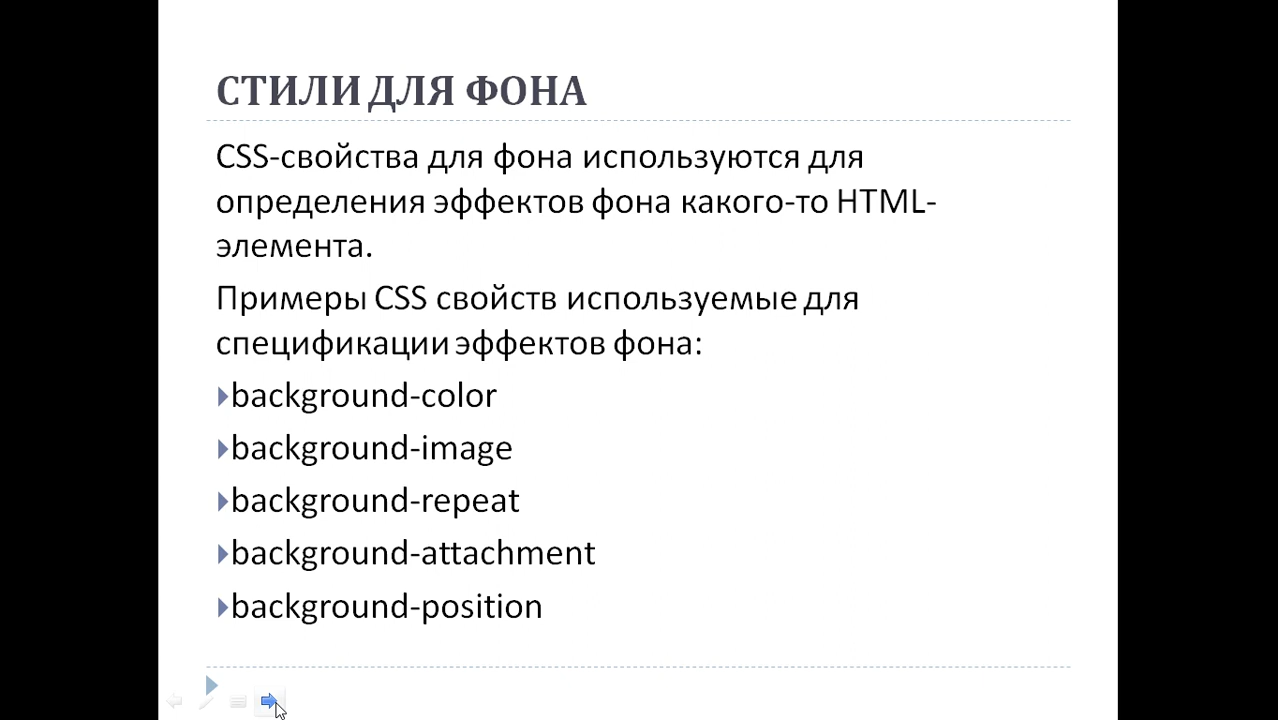 СТИЛИ ДЛЯ ФОНА
CSS-свойства для фона используются для
определения эффектов фона какого-то HTML-
элемента.
Примеры CSS свойств используемые для
спецификации эффектов фона:
background-color
background-image
background-repeat
background-attachment
background-position